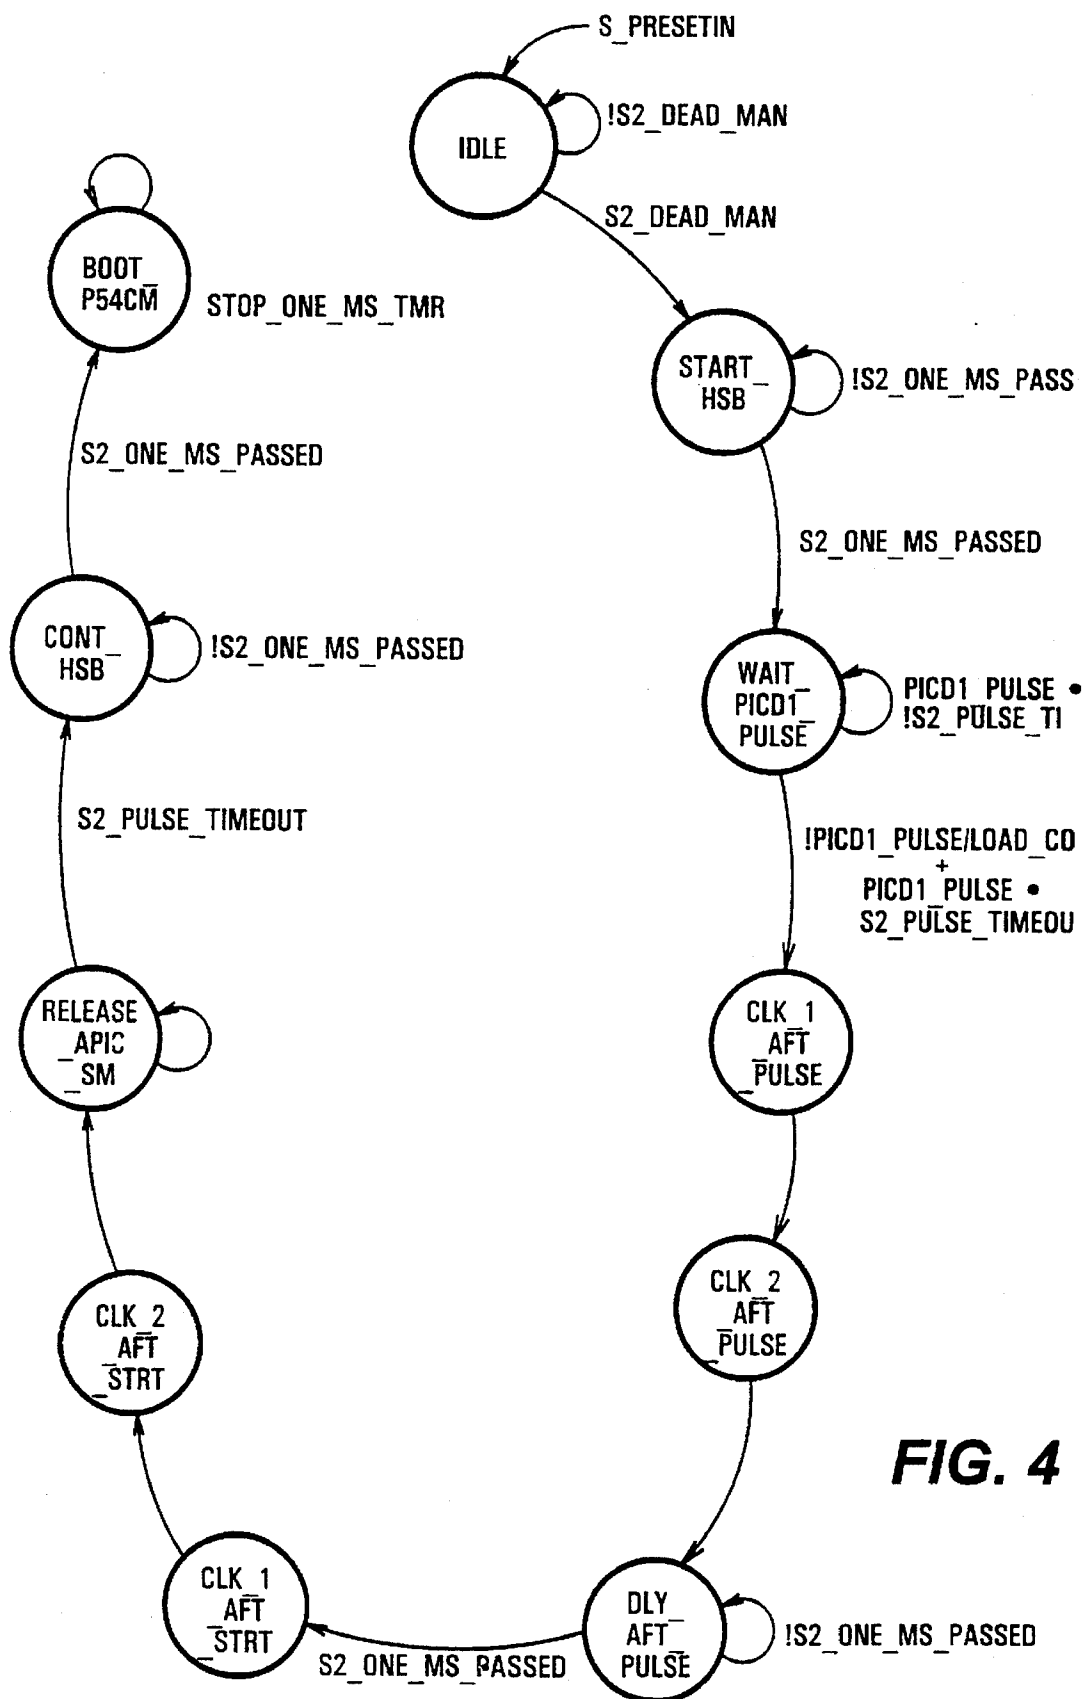 S_PRESETIN
IDLE
!S2_DEAD_MAN
S2_DEAD_MAN
BOOT_
P54CM
STOP_ONE_MS_TMR
START_
HSB
!S2_ONE_MS_PASS
S2_ONE_MS_PASSED
S2_ONE_MS_PASSED
CONT_
HSB
!S2_ONE_MS_PASSED
WAIT_
PICD1_
PULSE
PICD1_PULSE •
!S2_PULSE_TI
S2_PULSE_TIMEOUT
!PICD1_PULSE/LOAD_CO
+
PICD1_PULSE •
S2_PULSE_TIMEOU
RELEASE
_APIC
_SM
CLK_1
_AFT
_PULSE
CLK_2
_AFT
_PULSE
CLK_2
_AFT
_STRT
FIG. 4
CLK_1
_AFT
_STRT
DLY_
AFT_
PULSE
!S2_ONE_MS_PASSED
S2_ONE_MS_PASSED